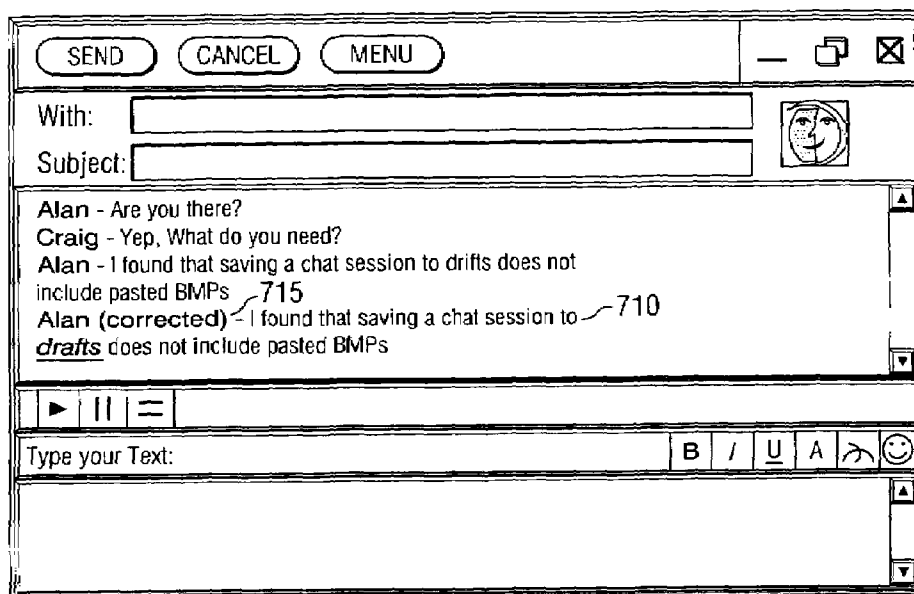 SEND CANCEL MENU
With:
Subject:
Alan - Are you there?
Craig - Yep, What do you need?
Alan - I found that saving a chat session to drifts does not
include pasted BMPs 715
Alan (corrected) - I found that saving a chat session to 710
drafts does not include pasted BMPs
Type your Text: B I U A